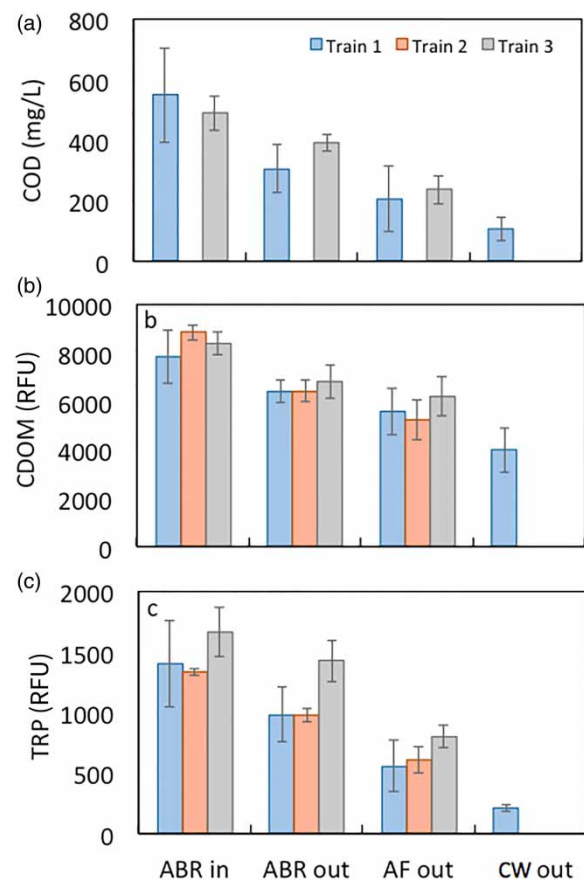 (a)
800
Train 1 Train 2 Train 3
600
400
200
0
COD (mg/L)
(b)
10000
b
8000
6000
4000
2000
0
CDOM (RFU)
(c)
2000
c
1500
1000
500
0
TRP (RFU)
ABR in ABR out AF out CW out